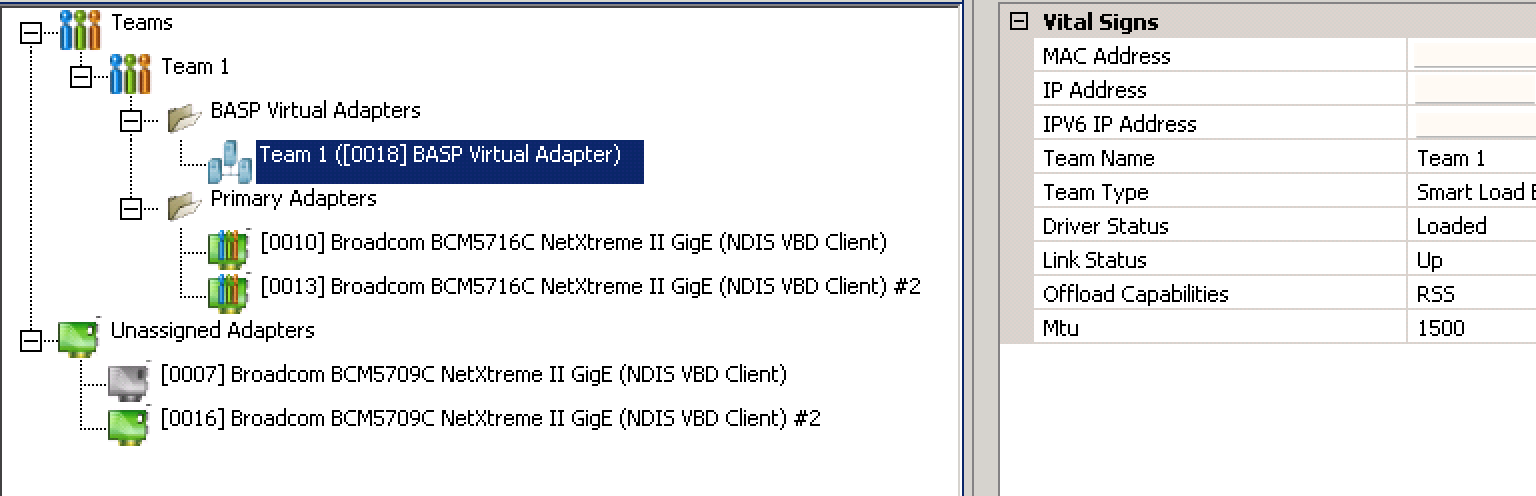 Teams
Team 1
BASP Virtual Adapters
Team 1 ([0018] BASP Virtual Adapter)
Primary Adapters
[0010] Broadcom BCM5716C NetXtreme II GigE (NDIS VBD Client)
[0013] Broadcom BCM5716C NetXtreme II GigE (NDIS VBD Client) #2
Unassigned Adapters
[0007] Broadcom BCM5709C NetXtreme II GigE (NDIS VBD Client)
[0016] Broadcom BCM5709C NetXtreme II GigE (NDIS VBD Client) #2
Vital Signs
MAC Address
IP Address
IPV6 IP Address
Team Name Team 1
Team Type Smart Load
Driver Status Loaded
Link Status Up
Offload Capabilities RSS
Mtu 1500